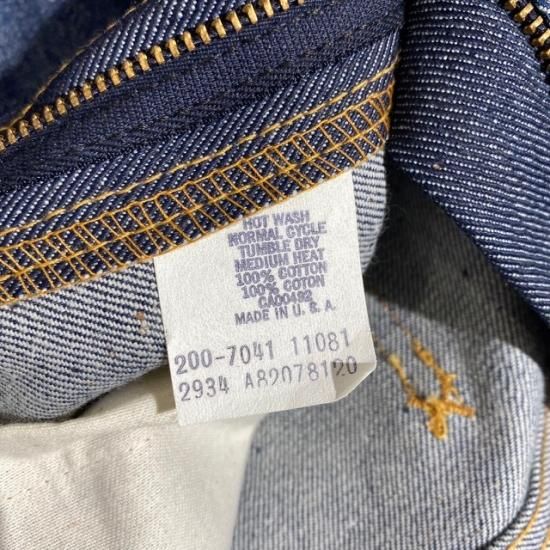 HOT WASH
NORMAL CYCLE
TUMBLE DRY
MEDIUM HEAT
100% COTTON
100% COTTON
CA00492
MADE IN U. S. A.
200-7041 11081
2934 A82078120